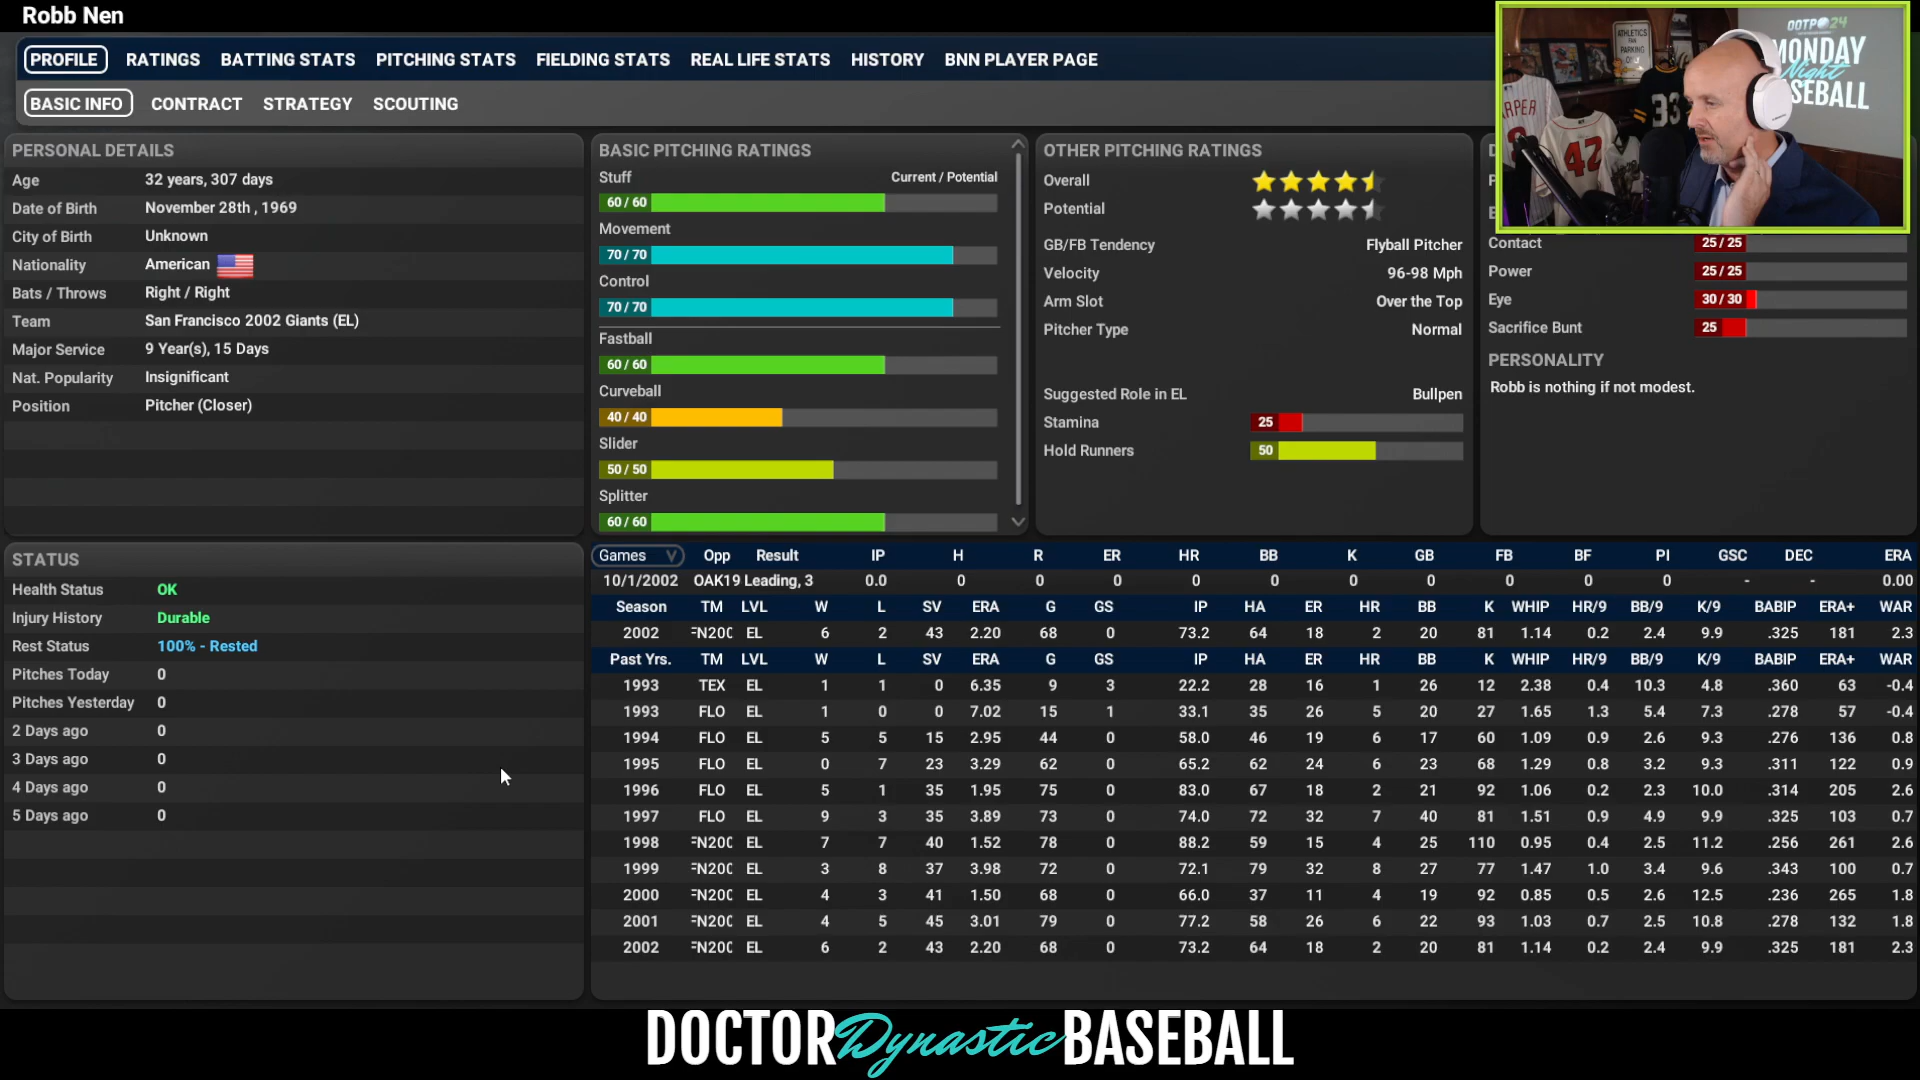 Robb Nen
PROFILE RATINGS BATTING STATS PITCHING STATS FIELDING STATS REAL LIFE STATS HISTORY BNN PLAYER PAGE
BASIC INFO CONTRACT STRATEGY SCOUTING
PERSONAL DETAILS
Age 32 years, 307 days
Date of Birth November 28th , 1969
City of Birth Unknown
Nationality American
Bats / Throws Right / Right
Team San Francisco 2002 Giants (EL)
Major Service 9 Year(s), 15 Days
Nat. Popularity Insignificant
Position Pitcher (Closer)
BASIC PITCHING RATINGS
Stuff Current / Potential
60 / 60
Movement
70 / 70
Control
70 / 70
Fastball
60 / 60
Curveball
40 / 40
Slider
50 / 50
Splitter
60 / 60
OTHER PITCHING RATINGS
Overall
Potential
GB/FB Tendency Flyball Pitcher
Velocity 96-98 Mph
Arm Slot Over the Top
Pitcher Type Normal
Suggested Role in EL Bullpen
Stamina 25
Hold Runners 50
Contact 25 / 25
Power 25 / 25
Eye 30 / 30
Sacrifice Bunt 25
PERSONALITY
Robb is nothing if not modest.
OOTP 24
MONDAY
Night
BASEBALL
ATHLETICS
FAN
PARKING
42
33
STATUS
Health Status OK
Injury History Durable
Rest Status 100% - Rested
Pitches Today 0
Pitches Yesterday 0
2 Days ago 0
3 Days ago 0
4 Days ago 0
5 Days ago 0
Games Opp Result IP H R ER HR BB K GB FB BF PI GSC DEC ERA
10/1/2002 OAK19 Leading, 3 0.0 0 0 0 0 0 0 0 0 0 0 - - 0.00
Season TM LVL W L SV ERA G GS IP HA ER HR BB K WHIP HR/9 BB/9 K/9 BABIP ERA+ WAR
2002 FN200 EL 6 2 43 2.20 68 0 73.2 64 18 2 20 81 1.14 0.2 2.4 9.9 .325 181 2.3
Past Yrs. TM LVL W L SV ERA G GS IP HA ER HR BB K WHIP HR/9 BB/9 K/9 BABIP ERA+ WAR
1993 TEX EL 1 1 0 6.35 9 3 22.2 28 16 1 26 12 2.38 0.4 10.3 4.8 .360 63 -0.4
1993 FLO EL 1 0 0 7.02 15 1 33.1 35 26 5 20 27 1.65 1.3 5.4 7.3 .278 57 -0.4
1994 FLO EL 5 5 15 2.95 44 0 58.0 46 19 6 17 60 1.09 0.9 2.6 9.3 .276 136 0.8
1995 FLO EL 0 7 23 3.29 62 0 65.2 62 24 6 23 68 1.29 0.8 3.2 9.3 .311 122 0.9
1996 FLO EL 5 1 35 1.95 75 0 83.0 67 18 2 21 92 1.06 0.2 2.3 10.0 .314 205 2.6
1997 FLO EL 9 3 35 3.89 73 0 74.0 72 32 7 40 81 1.51 0.9 4.9 9.9 .325 103 0.7
1998 FN200 EL 7 7 40 1.52 78 0 88.2 59 15 4 25 110 0.95 0.4 2.5 11.2 .256 261 2.6
1999 FN200 EL 3 8 37 3.98 72 0 72.1 79 32 8 27 77 1.47 1.0 3.4 9.6 .343 100 0.7
2000 FN200 EL 4 3 41 1.50 68 0 66.0 37 11 4 19 92 0.85 0.5 2.6 12.5 .236 265 1.8
2001 FN200 EL 4 5 45 3.01 79 0 77.2 58 26 6 22 93 1.03 0.7 2.5 10.8 .278 132 1.8
2002 FN200 EL 6 2 43 2.20 68 0 73.2 64 18 2 20 81 1.14 0.2 2.4 9.9 .325 181 2.3
DOCTOR Dynastic BASEBALL